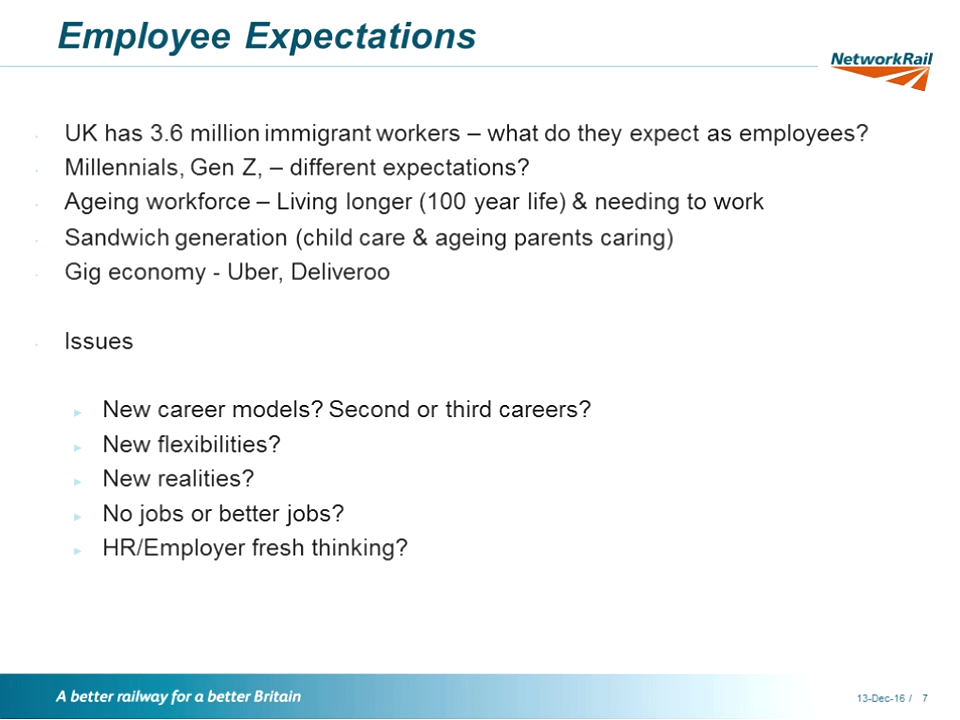 Employee Expectations
NetworkRail
UK has 3.6 million immigrant workers – what do they expect as employees?
Millennials, Gen Z, – different expectations?
Ageing workforce – Living longer (100 year life) & needing to work
Sandwich generation (child care & ageing parents caring)
Gig economy - Uber, Deliveroo
Issues
New career models? Second or third careers?
New flexibilities?
New realities?
No jobs or better jobs?
HR/Employer fresh thinking?
A better railway for a better Britain
13-Dec-16 / 7